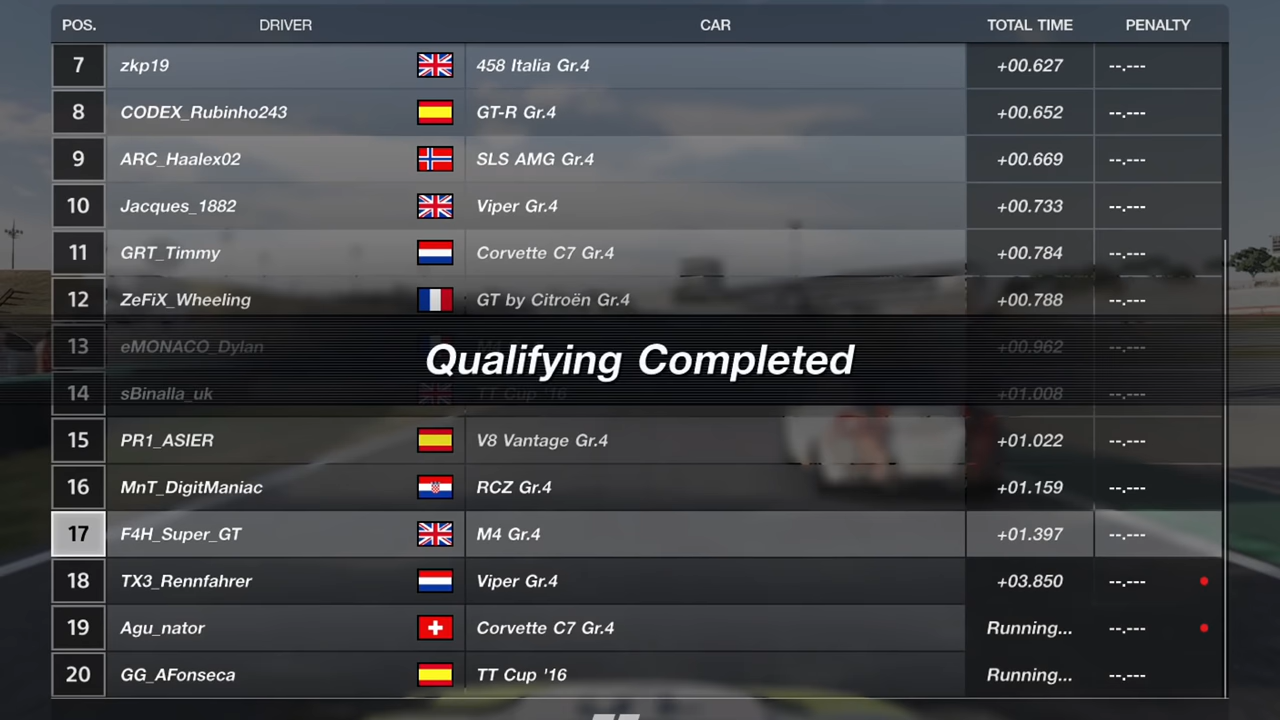 POS. DRIVER CAR TOTAL TIME PENALTY
7 zkp19 458 Italia Gr.4 +00.627 --.---
8 CODEX_Rubinho243 GT-R Gr.4 +00.652 --.---
9 ARC_Haalex02 SLS AMG Gr.4 +00.669 --.---
10 Jacques_1882 Viper Gr.4 +00.733 --.---
11 GRT_Timmy Corvette C7 Gr.4 +00.784 --.---
12 ZeFiX_Wheeling GT by Citroën Gr.4 +00.788 --.---
13 eMONACO_Dylan M4 +00.962
Qualifying Completed
14 sBinalla_uk TT Cup '16 +01.008
15 PR1_ASIER V8 Vantage Gr.4 +01.022 --.---
16 MnT_DigitManiac RCZ Gr.4 +01.159 --.---
17 F4H_Super_GT M4 Gr.4 +01.397 --.---
18 TX3_Rennfahrer Viper Gr.4 +03.850 --.---
19 Agu_nator Corvette C7 Gr.4 Running... --.---
20 GG_AFonseca TT Cup '16 Running... --.---